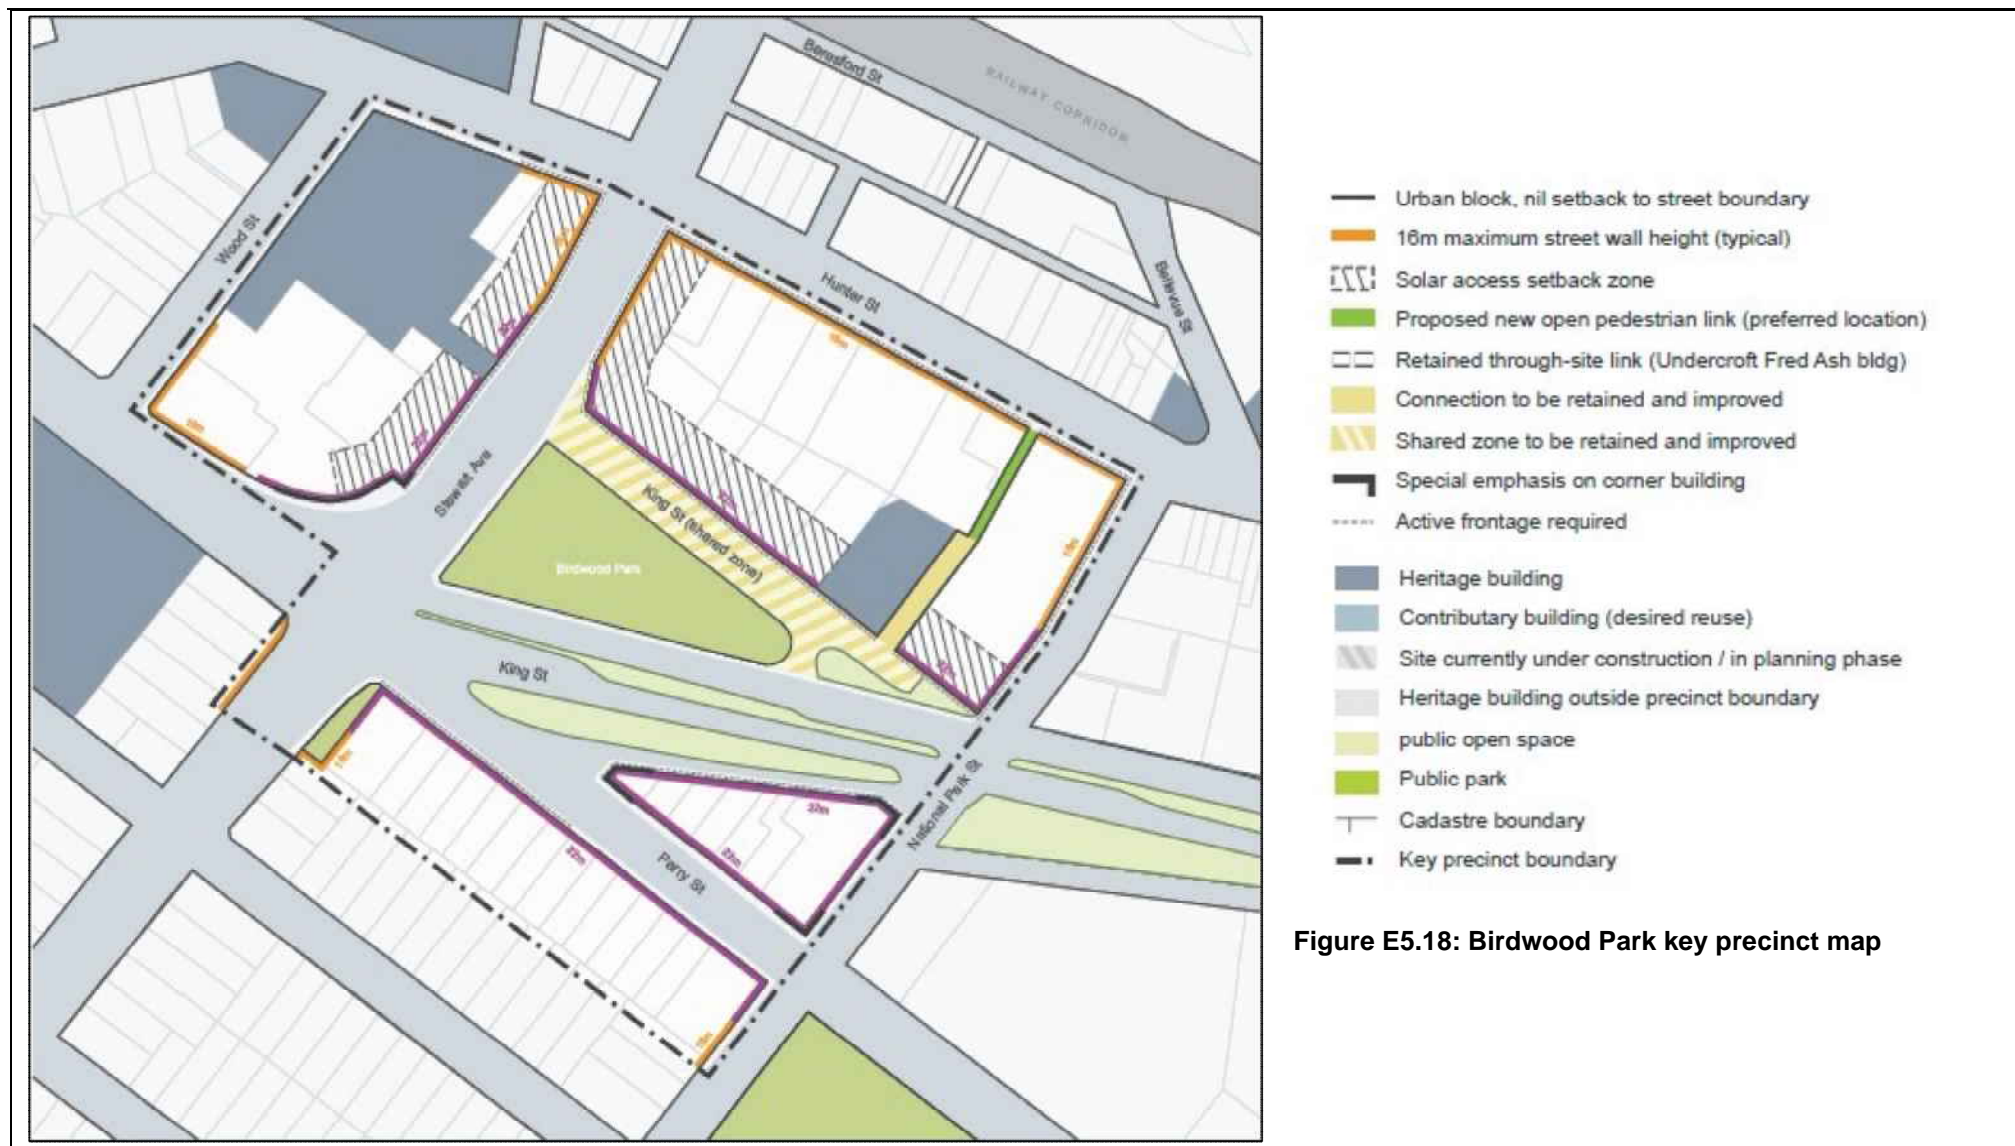 Beresford St
RAILWAY CORRIDOR
Wood St
Hunter St
Bellevue St
16m
Stewart Ave
King St (shared zone)
Birdwood Park
16m
King St
National Park St
Parry St
22m
Urban block, nil setback to street boundary
16m maximum street wall height (typical)
Solar access setback zone
Proposed new open pedestrian link (preferred location)
Retained through-site link (Undercroft Fred Ash bldg)
Connection to be retained and improved
Shared zone to be retained and improved
Special emphasis on corner building
Active frontage required
Heritage building
Contributary building (desired reuse)
Site currently under construction / in planning phase
Heritage building outside precinct boundary
public open space
Public park
Cadastre boundary
Key precinct boundary
Figure E5.18: Birdwood Park key precinct map